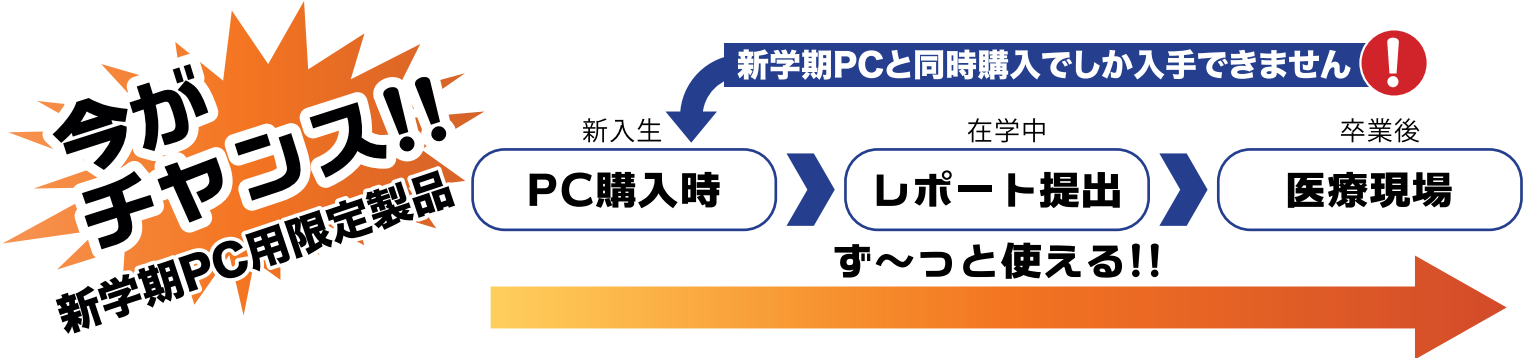 今が
チャンス!!
新学期PC用限定製品
新学期PCと同時購入でしか入手できません
!
新入生
PC購入時
在学中
レポート提出
卒業後
医療現場
ず〜っと使える!!